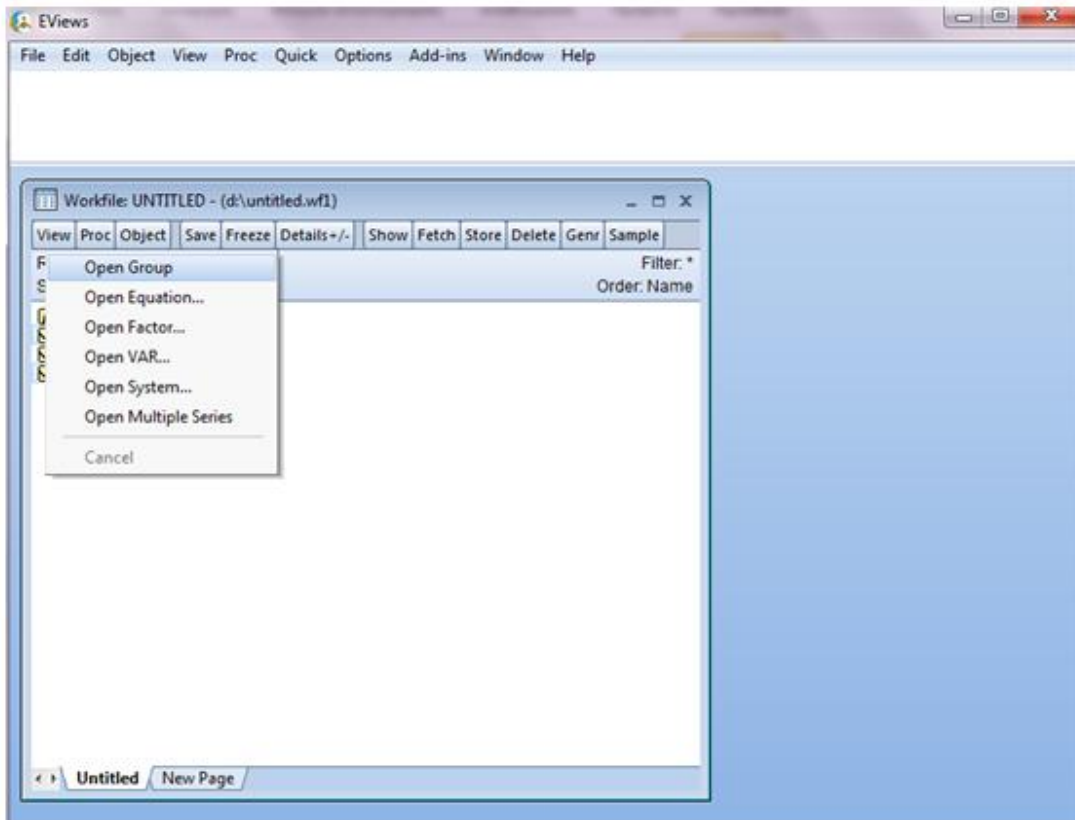 EViews
File Edit Object View Proc Quick Options Add-ins Window Help
Workfile: UNTITLED - (d:\untitled.wf1)
View Proc Object Save Freeze Details+/- Show Fetch Store Delete Genr Sample
Filter: *
Order: Name
Open Group
Open Equation...
Open Factor...
Open VAR...
Open System...
Open Multiple Series
Cancel
Untitled New Page